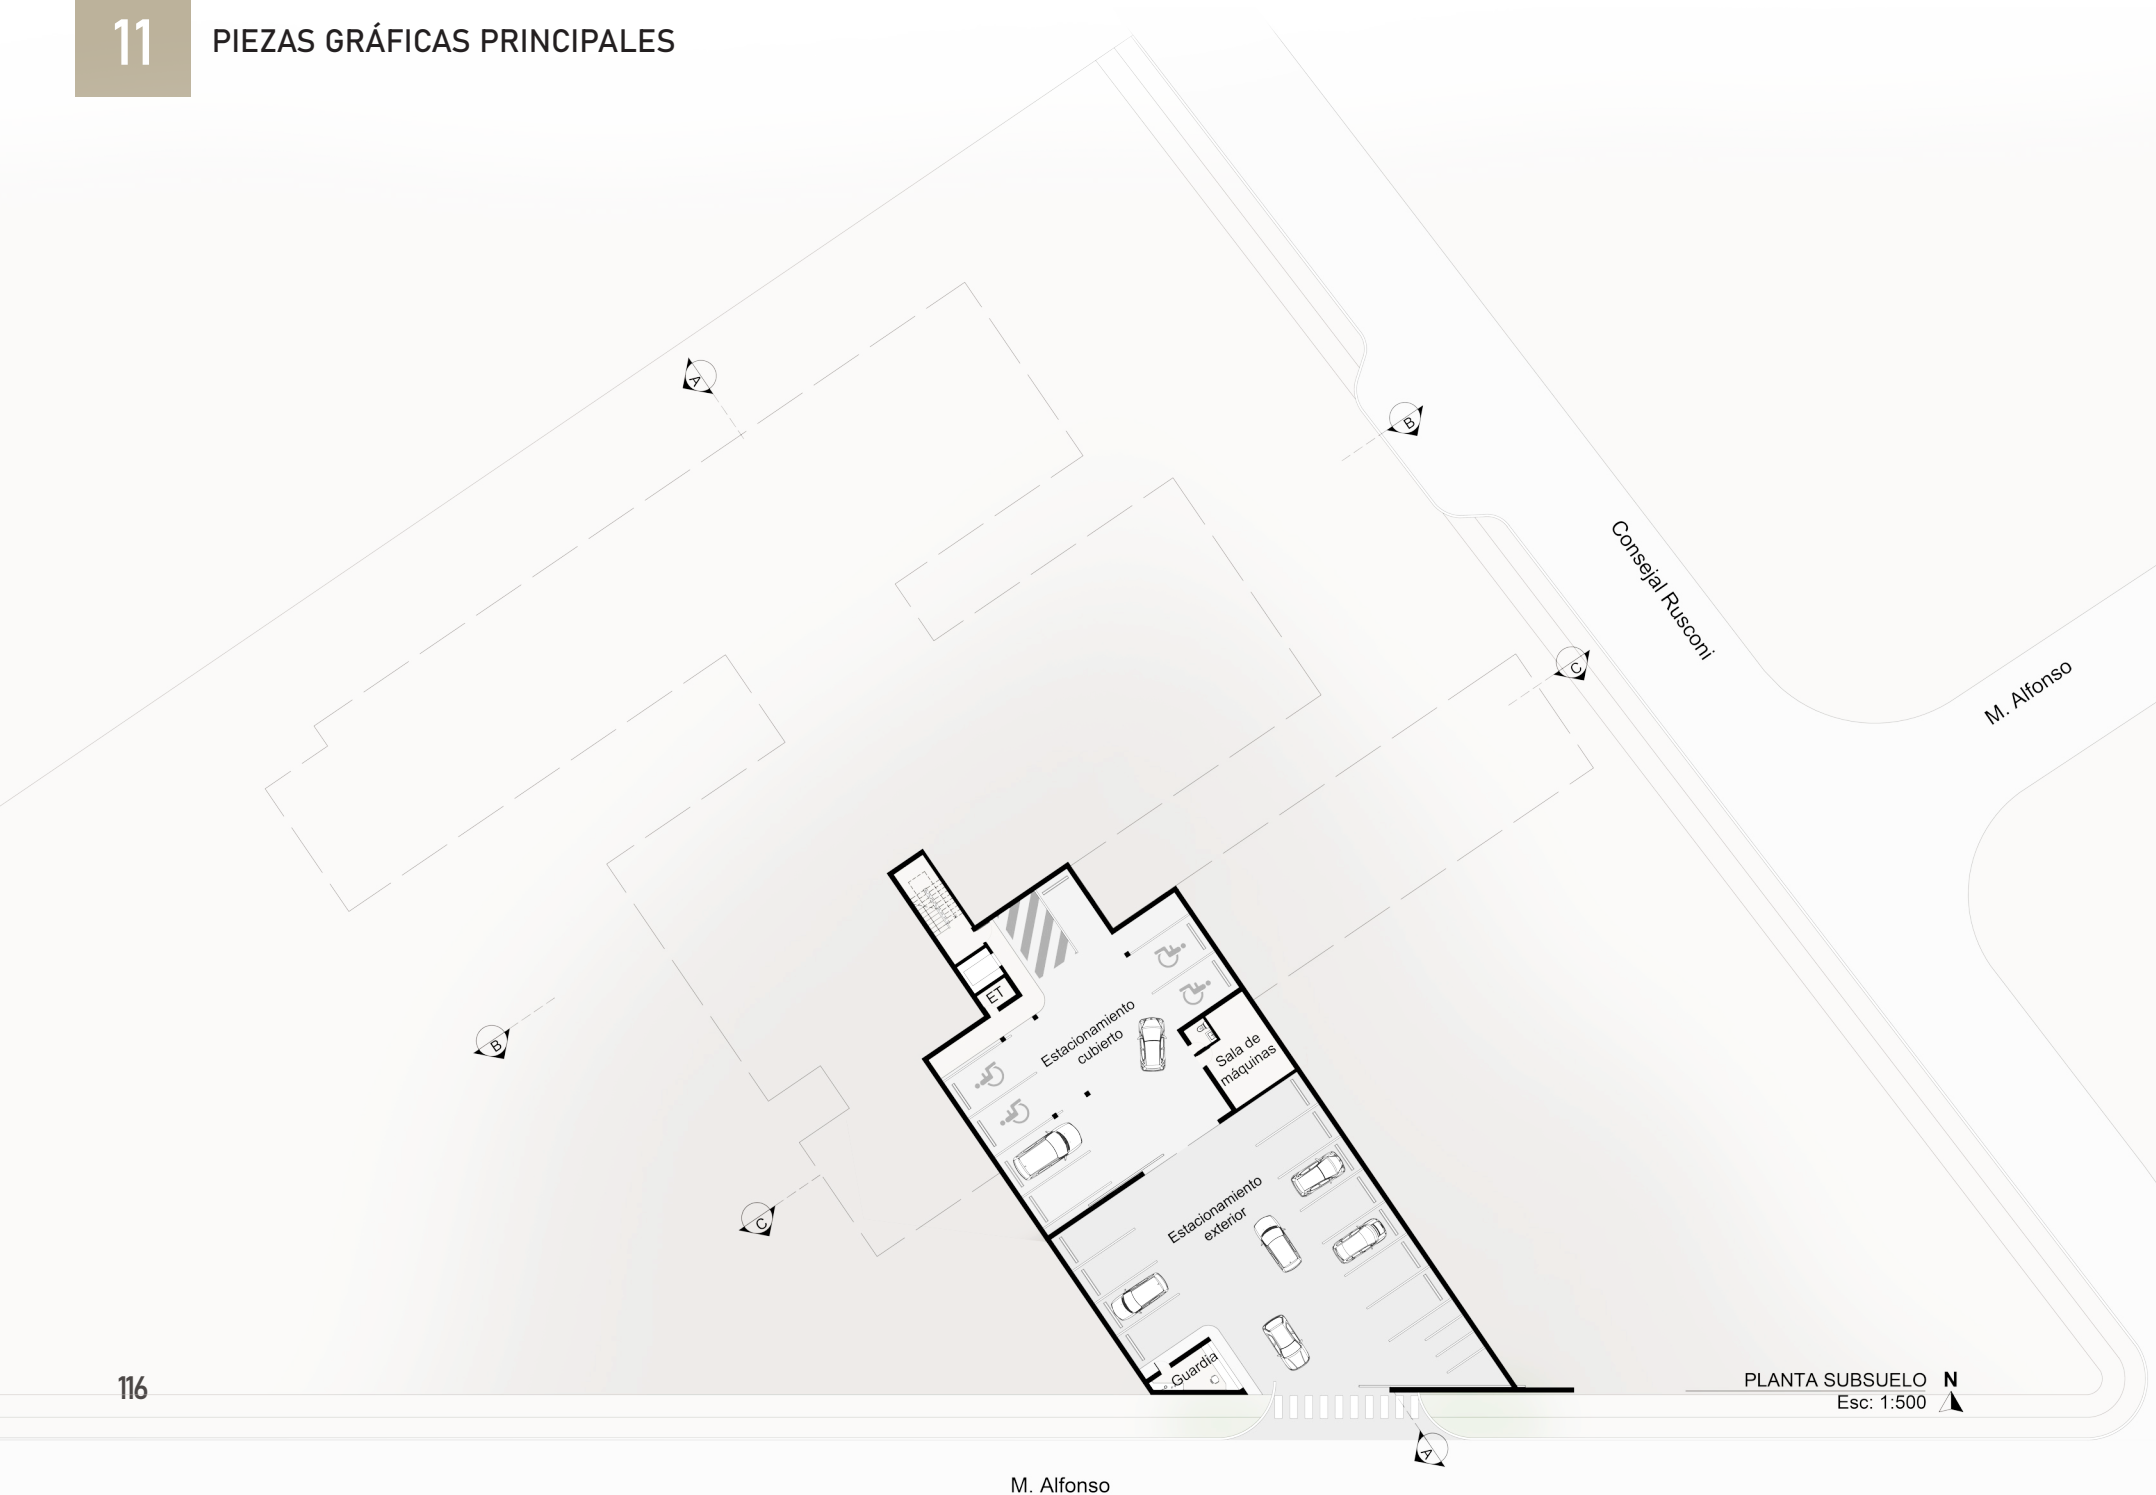 11
PIEZAS GRÁFICAS PRINCIPALES
A
B
Consejal Rusconi
C
M. Alfonso
ET
Estacionamiento
cubierto
Sala de
máquinas
B
Estacionamiento
exterior
C
Guardia
116
PLANTA SUBSUELO
N
Esc: 1:500
A
M. Alfonso